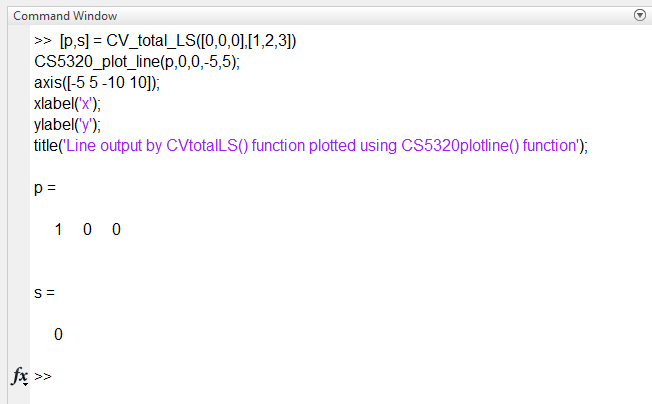 Command Window
>> [p,s] = CV_total_LS([0,0,0],[1,2,3])
CS5320_plot_line(p,0,0,-5,5);
axis([-5 5 -10 10]);
xlabel('x');
ylabel('y');
title('Line output by CVtotalLS() function plotted using CS5320plotline() function');
p =
1 0 0
s =
0
fx >>